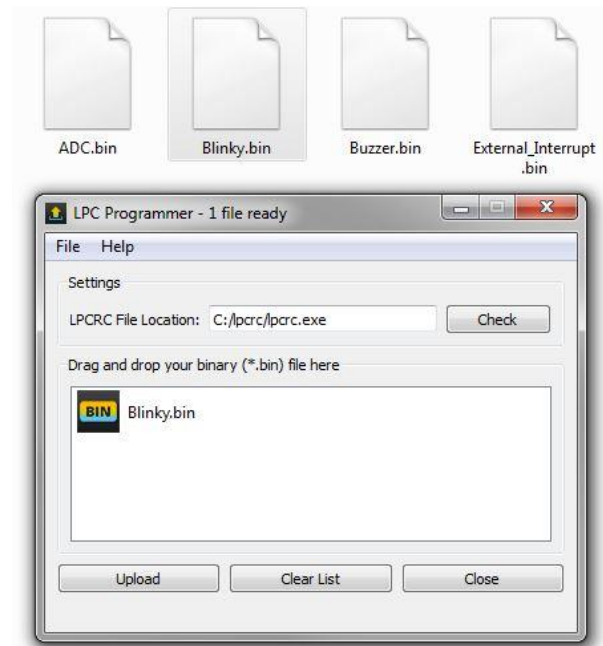 ADC.bin
Blinky.bin
Buzzer.bin
External_Interrupt
.bin
LPC Programmer - 1 file ready
File Help
Settings
LPCRC File Location: C:/lpcrc/lpcrc.exe Check
Drag and drop your binary (*.bin) file here
BIN Blinky.bin
Upload Clear List Close